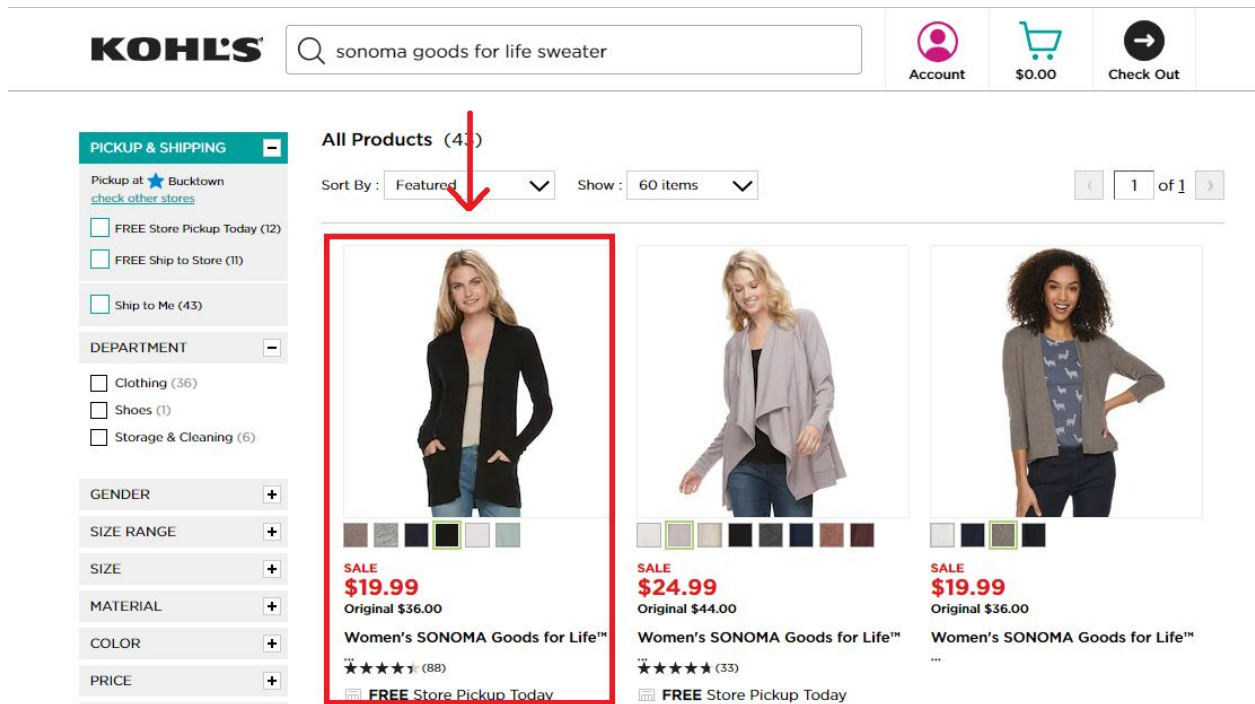 KOHL'S
sonoma goods for life sweater
Account
$0.00
Check Out
PICKUP & SHIPPING
Pickup at Bucktown
check other stores
FREE Store Pickup Today (12)
FREE Ship to Store (11)
Ship to Me (43)
DEPARTMENT
Clothing (36)
Shoes (1)
Storage & Cleaning (6)
GENDER
SIZE RANGE
SIZE
MATERIAL
COLOR
PRICE
All Products (43)
Sort By : Featured
Show : 60 items
1 of 1
SALE
$19.99
Original $36.00
Women's SONOMA Goods for Life™
...
(88)
FREE Store Pickup Today
SALE
$24.99
Original $44.00
Women's SONOMA Goods for Life™
...
(33)
FREE Store Pickup Today
SALE
$19.99
Original $36.00
Women's SONOMA Goods for Life™
...